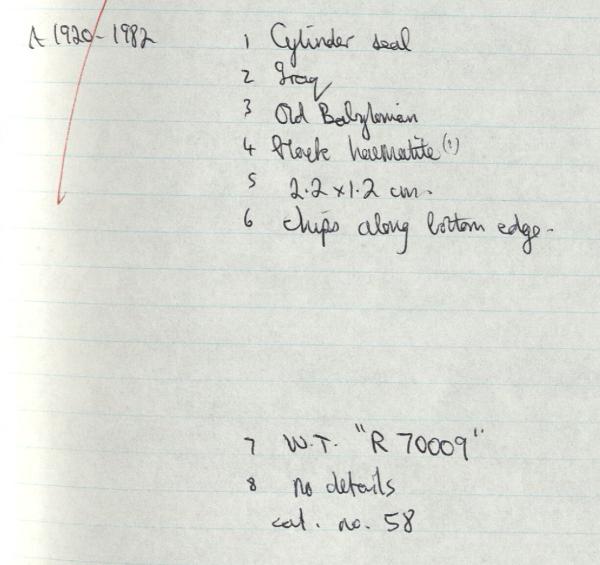 A 1920-1982
1 Cylinder seal
2 Iraq
3 Old Babylonian
4 Black haematite (?)
5 2.2 x 1.2 cm.
6 chips along bottom edge.
7 W.T. "R 70009"
8 no details
cat. no. 58